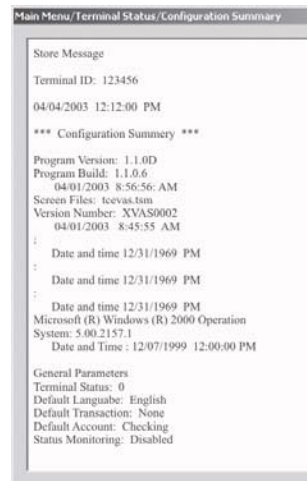 Main Menu/Terminal Status/Configuration Summary
Store Message
Terminal ID: 123456
04/04/2003 12:12:00 PM
*** Configuration Summery ***
Program Version: 1.1.0D
Program Build: 1.1.0.6
04/01/2003 8:56:56: AM
Screen Files: tcevas.tsm
Version Number: XVAS0002
04/01/2003 8:45:55 AM
:
Date and time 12/31/1969 PM
:
Date and time 12/31/1969 PM
:
Date and time 12/31/1969 PM
Microsoft (R) Windows (R) 2000 Operation
System: 5.00.2157.1
Date and Time : 12/07/1999 12:00:00 PM
General Parameters
Terminal Status: 0
Default Languabe: English
Default Transaction: None
Default Account: Checking
Status Monitoring: Disabled